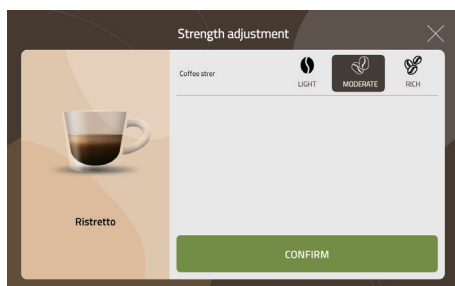 Strength adjustment
Coffee strer
LIGHT
MODERATE
RICH
Ristretto
CONFIRM